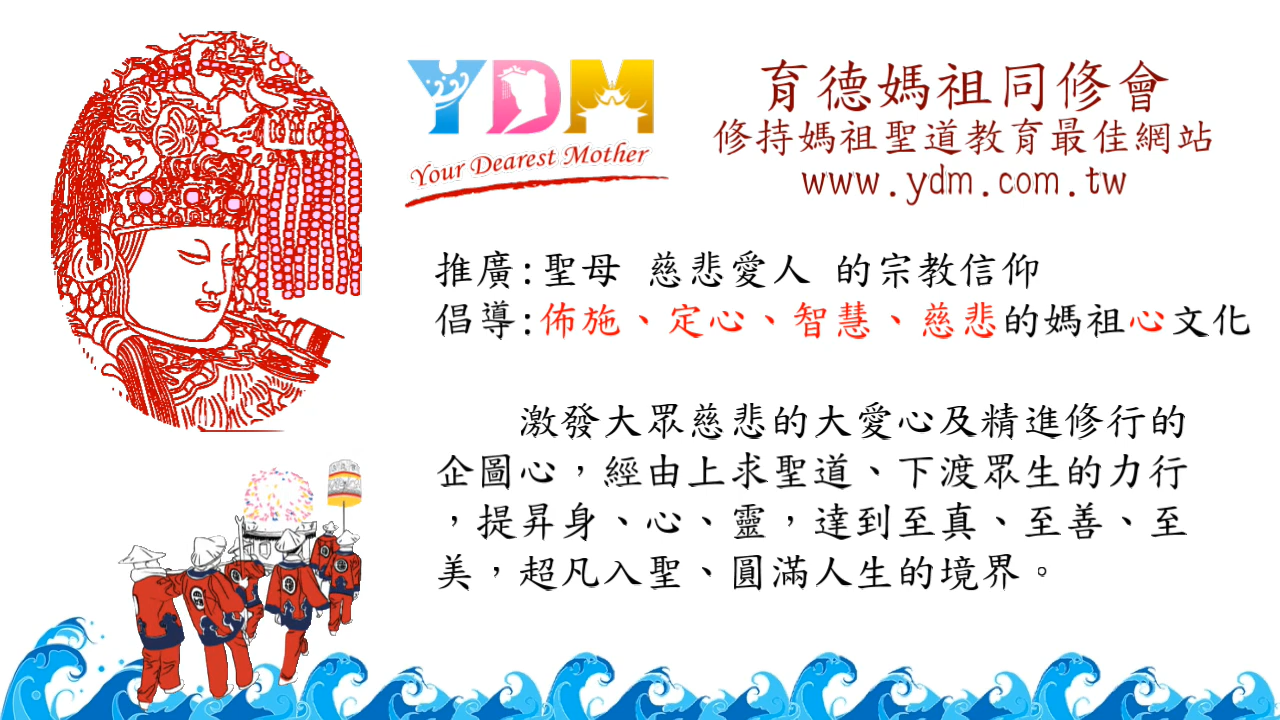 YDM
Your Dearest Mother
育德媽祖同修會
修持媽祖聖道教育最佳網站
www.ydm.com.tw
推廣:聖母 慈悲愛人 的宗教信仰
倡導:佈施、定心、智慧、慈悲的媽祖心文化
激發大眾慈悲的大愛心及精進修行的
企圖心，經由上求聖道、下渡眾生的力行
，提昇身、心、靈，達到至真、至善、至
美，超凡入聖、圓滿人生的境界。